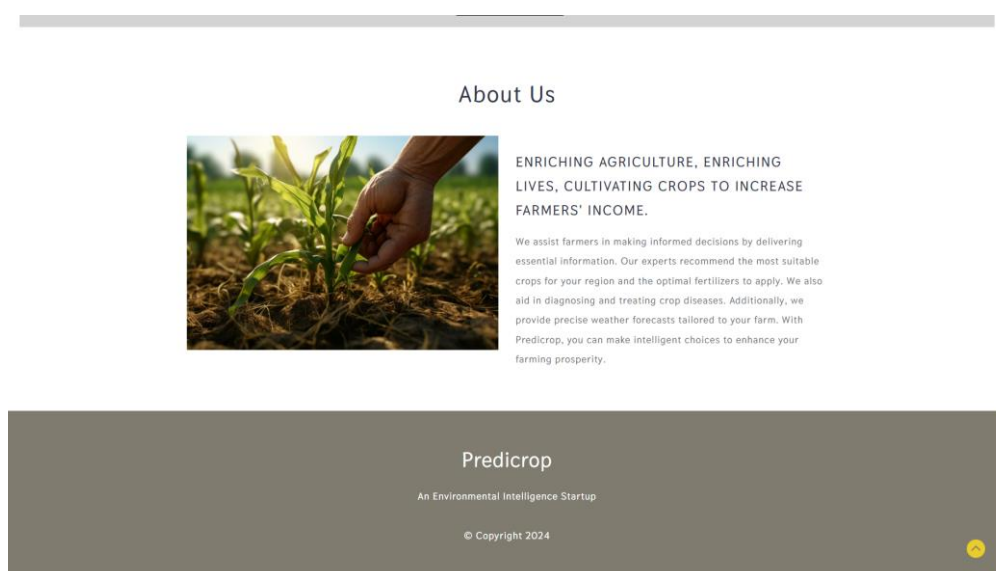 About Us
ENRICHING AGRICULTURE, ENRICHING
LIVES, CULTIVATING CROPS TO INCREASE
FARMERS' INCOME.
We assist farmers in making informed decisions by delivering
essential information. Our experts recommend the most suitable
crops for your region and the optimal fertilizers to apply. We also
aid in diagnosing and treating crop diseases. Additionally, we
provide precise weather forecasts tailored to your farm. With
Predicrop, you can make intelligent choices to enhance your
farming prosperity.
Predicrop
An Environmental Intelligence Startup
© Copyright 2024